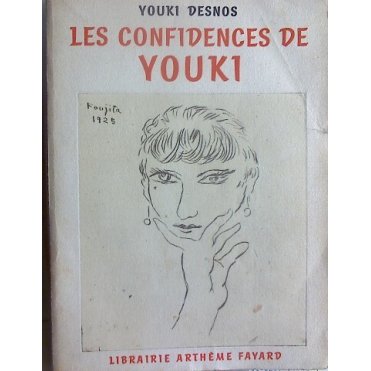 YOUKI DESNOS
LES CONFIDENCES DE
YOUKI
Foujita
1925
LIBRAIRIE ARTHÈME FAYARD